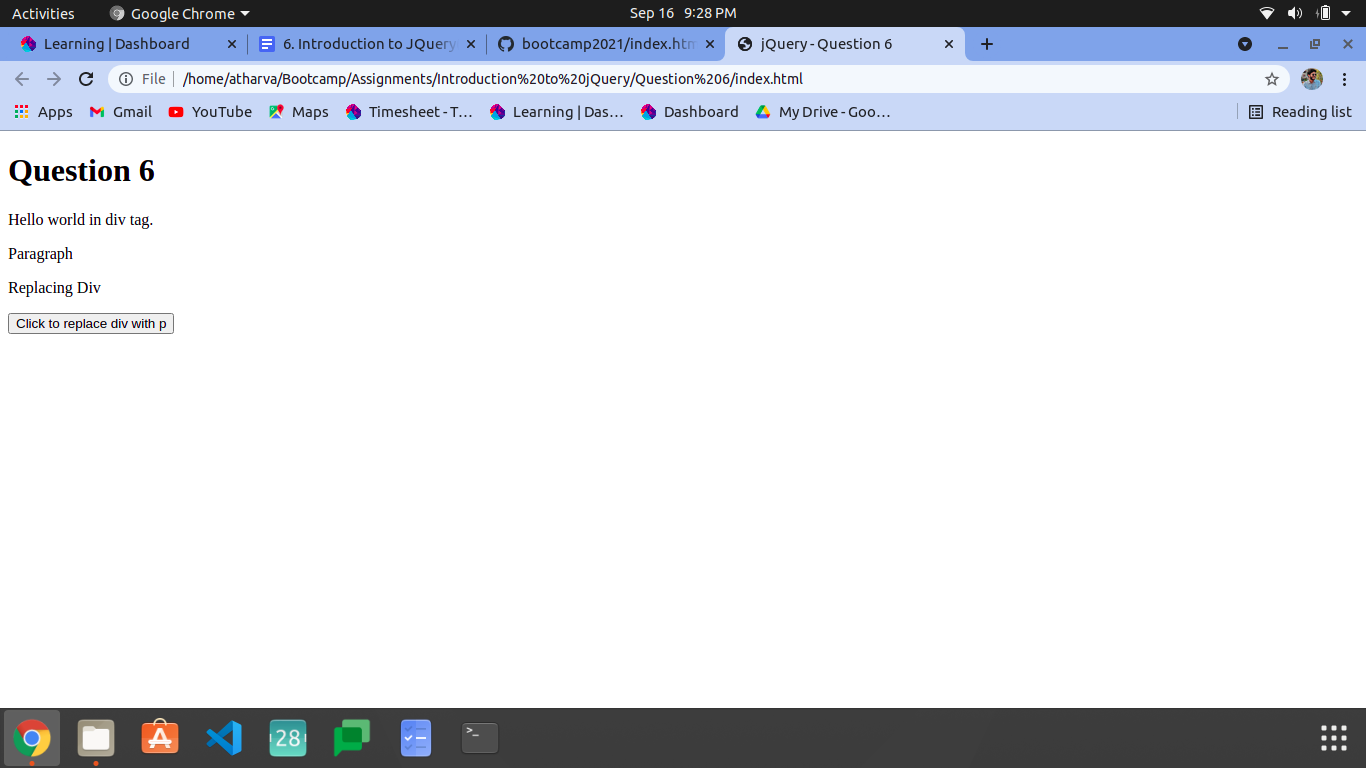 Activities Google Chrome Sep 16 9:28 PM
Learning | Dashboard 6. Introduction to JQuery bootcamp2021/index.htm jQuery - Question 6
File /home/atharva/Bootcamp/Assignments/Introduction%20to%20jQuery/Question%206/index.html
Apps Gmail YouTube Maps Timesheet - T... Learning | Das... Dashboard My Drive - Goo... Reading list
Question 6
Hello world in div tag.
Paragraph
Replacing Div
Click to replace div with p
28
>_